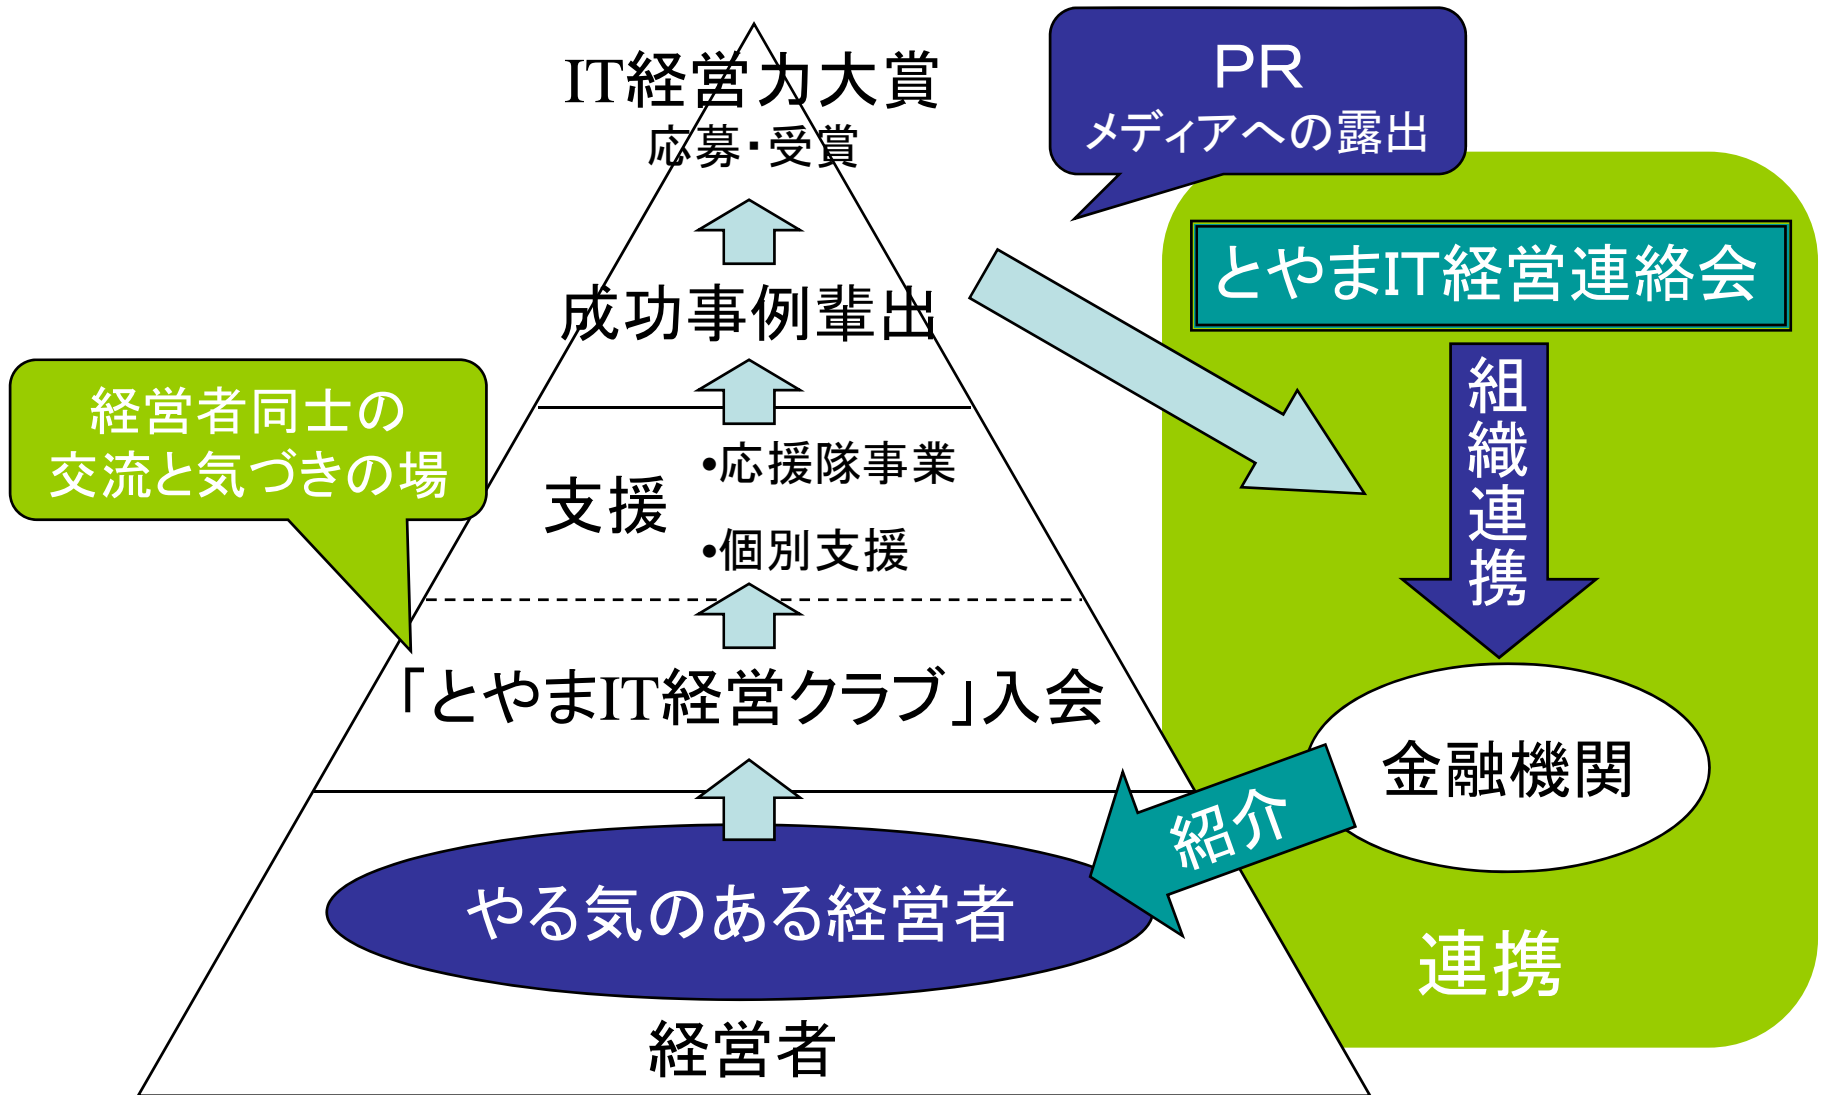 IT経営力大賞
応募・受賞
成功事例輩出
支援
•応援隊事業
•個別支援
「とやまIT経営クラブ」入会
やる気のある経営者
経営者
経営者同士の
交流と気づきの場
PR
メディアへの露出
とやまIT経営連絡会
組織連携
金融機関
紹介
連携